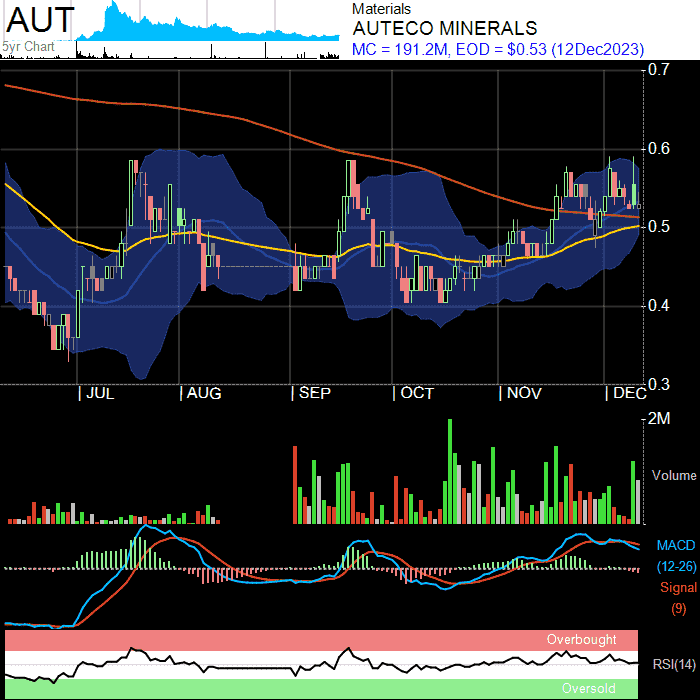 AUT
5yr Chart
Materials
AUTECO MINERALS
MC = 191.2M, EOD = $0.53 (12Dec2023)
0.7
0.6
0.5
0.4
0.3
JUL AUG SEP OCT NOV DEC
2M
Volume
MACD
(12-26)
Signal
(9)
Overbought
RSI(14)
Oversold